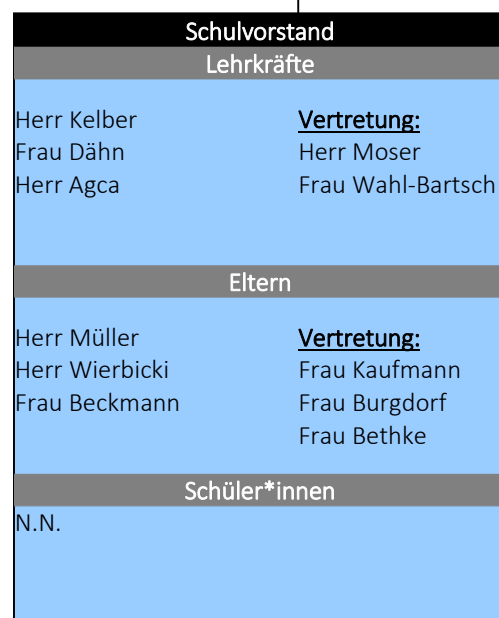 Schulvorstand
Lehrkräfte
Herr Kelber Vertretung:
Frau Dähn Herr Moser
Herr Agca Frau Wahl-Bartsch
Eltern
Herr Müller Vertretung:
Herr Wierbicki Frau Kaufmann
Frau Beckmann Frau Burgdorf
Frau Bethke
Schüler*innen
N.N.